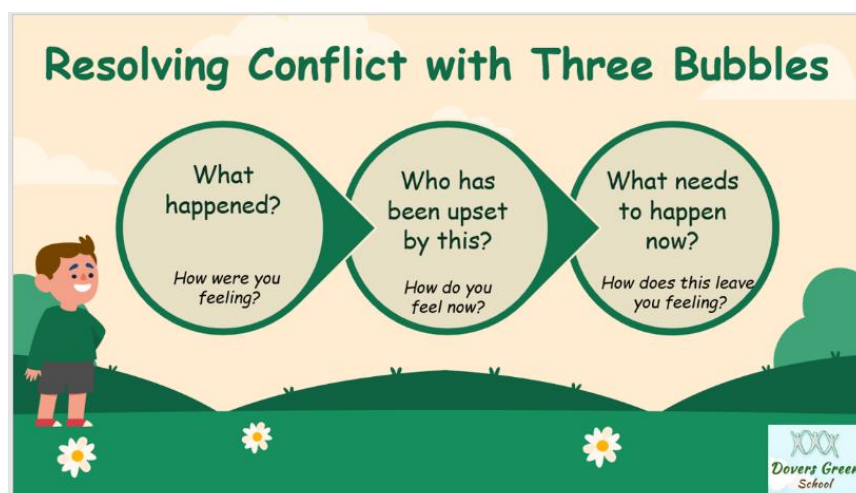 Resolving Conflict with Three Bubbles
What
happened?
How were you
feeling?
Who has
been upset
by this?
How do you
feel now?
What needs
to happen
now?
How does this leave
you feeling?
Dovers Green
School